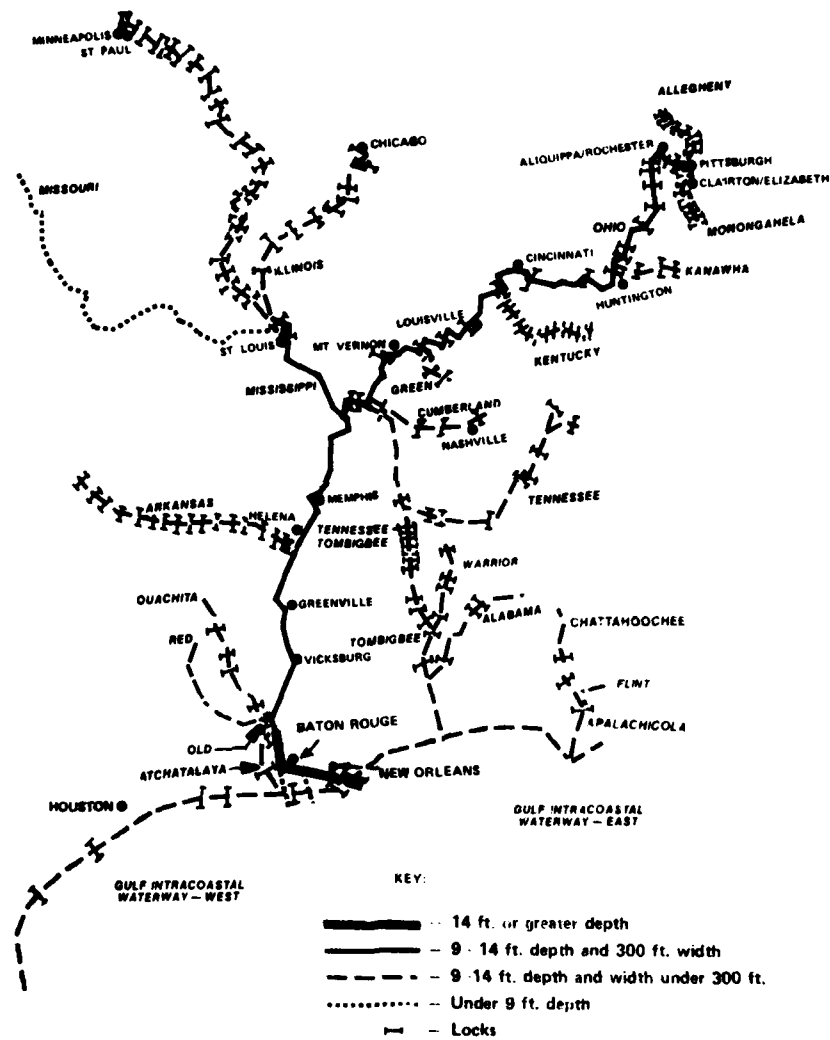 MINNEAPOLIS
ST PAUL
ALLEGHENY
CHICAGO
ALIQUIPPA/ROCHESTER
PITTSBURGH
CLAIRTON/ELIZABETH
MISSOURI
OHIO
MONONGAHELA
CINCINNATI
ILLINOIS
KANAWHA
HUNTINGTON
LOUISVILLE
ST LOUIS
MT VERNON
KENTUCKY
MISSISSIPPI
GREEN
CUMBERLAND
NASHVILLE
MEMPHIS
TENNESSEE
ARKANSAS
HELENA
TENNESSEE
TOMBIGBEE
WARRIOR
OUACHITA
GREENVILLE
ALABAMA
CHATTAHOOCHEE
RED
TOMBIGBEE
VICKSBURG
FLINT
BATON ROUGE
APALACHICOLA
OLD
ATCHATALAYA
NEW ORLEANS
HOUSTON
GULF INTRACOASTAL
WATERWAY – EAST
GULF INTRACOASTAL
WATERWAY – WEST
KEY:
– 14 ft. or greater depth
– 9 - 14 ft. depth and 300 ft. width
– 9 - 14 ft. depth and width under 300 ft.
– Under 9 ft. depth
– Locks